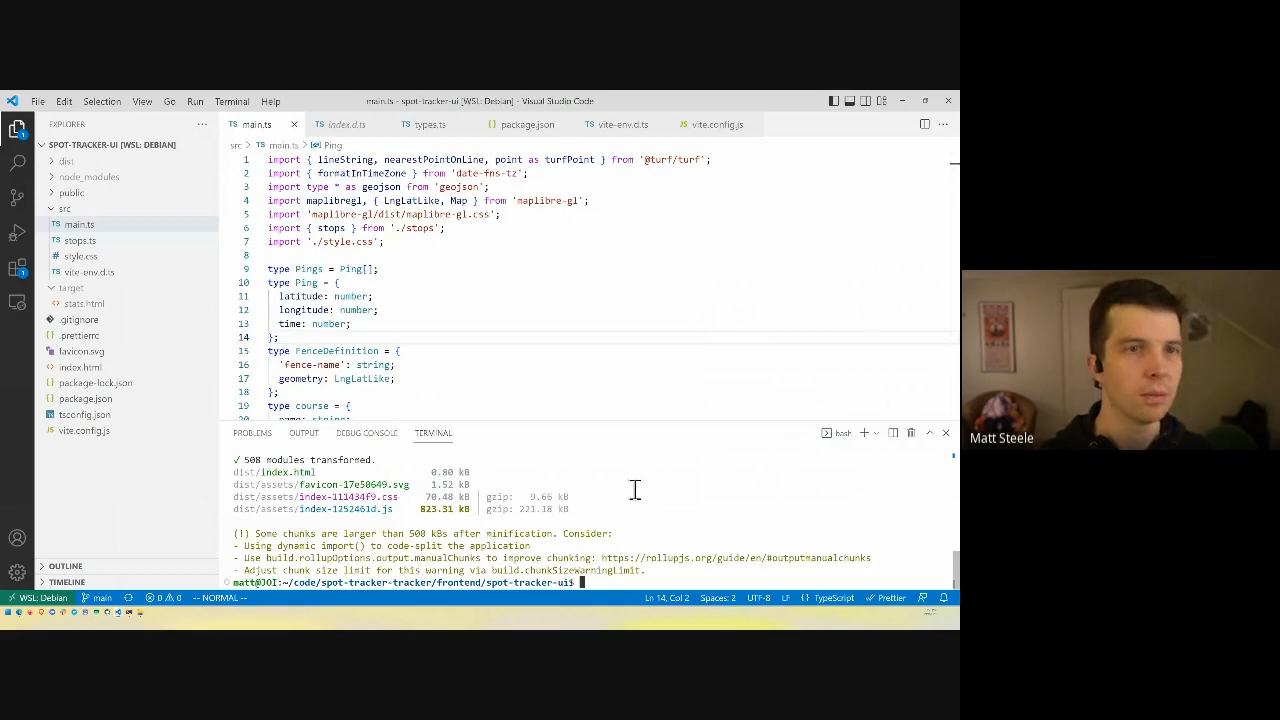 File Edit Selection View Go Run Terminal Help
main.ts - spot-tracker-ui [WSL: Debian] - Visual Studio Code
EXPLORER
SPOT-TRACKER-UI [WSL: DEBIAN]
dist
node_modules
public
src
TS main.ts
TS stops.ts
style.css
TS vite-env.d.ts
target
<> stats.html
.gitignore
.prettierrc
favicon.svg
<> index.html
{} package-lock.json
{} package.json
tsconfig.json
vite.config.js
OUTLINE
TIMELINE
TS main.ts
TS index.d.ts
TS types.ts
package.json
TS vite-env.d.ts
vite.config.js
src > TS main.ts > Ping
1 import { lineString, nearestPointOnLine, point as turfPoint } from '@turf/turf';
2 import { formatInTimeZone } from 'date-fns-tz';
3 import type * as geojson from 'geojson';
4 import maplibregl, { LngLatLike, Map } from 'maplibre-gl';
5 import 'maplibre-gl/dist/maplibre-gl.css';
6 import { stops } from './stops';
7 import './style.css';
8
9 type Pings = Ping[];
10 type Ping = {
11 latitude: number;
12 longitude: number;
13 time: number;
14 };
15 type FenceDefinition = {
16 'fence-name': string;
17 geometry: LngLatLike;
18 };
19 type course = {
20 name: string;
PROBLEMS OUTPUT DEBUG CONSOLE TERMINAL
bash
✓ 508 modules transformed.
dist/index.html 0.80 kB
dist/assets/favicon-17e50649.svg 1.52 kB
dist/assets/index-111434f9.css 70.48 kB │ gzip: 9.66 kB
dist/assets/index-1252461d.js 823.31 kB │ gzip: 221.18 kB
(!) Some chunks are larger than 500 kBs after minification. Consider:
- Using dynamic import() to code-split the application
- Use build.rollupOptions.output.manualChunks to improve chunking: https://rollupjs.org/guide/en/#outputmanualchunks
- Adjust chunk size limit for this warning via build.chunkSizeWarningLimit.
matt@JOI:~/code/spot-tracker-tracker/frontend/spot-tracker-ui$
WSL: Debian main 0 0 -- NORMAL -- Ln 14, Col 2 Spaces: 2 UTF-8 LF {} TypeScript Prettier
Matt Steele